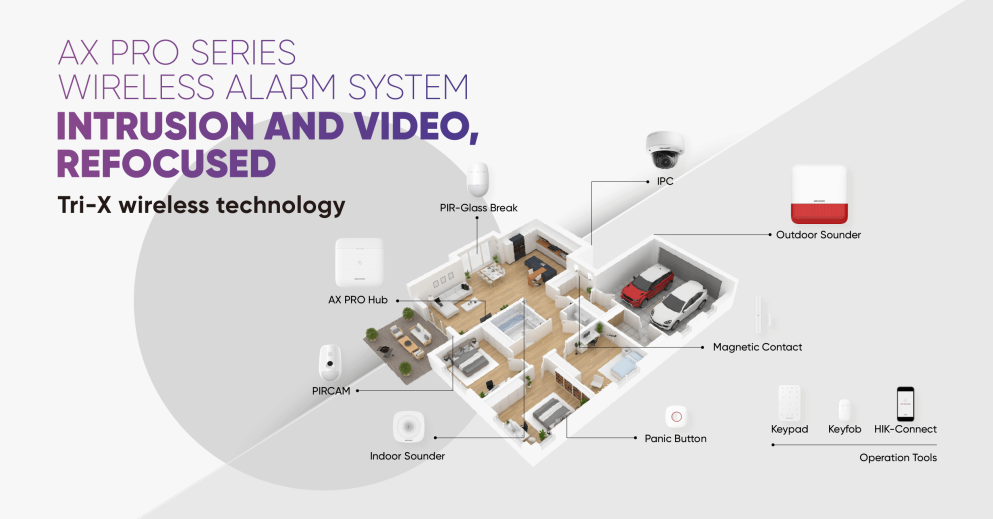 AX PRO SERIES
WIRELESS ALARM SYSTEM
INTRUSION AND VIDEO,
REFOCUSED
Tri-X wireless technology
IPC
PIR-Glass Break
Outdoor Sounder
AX PRO Hub
Magnetic Contact
PIRCAM
Keypad
Keyfob
HIK-Connect
Panic Button
Indoor Sounder
Operation Tools